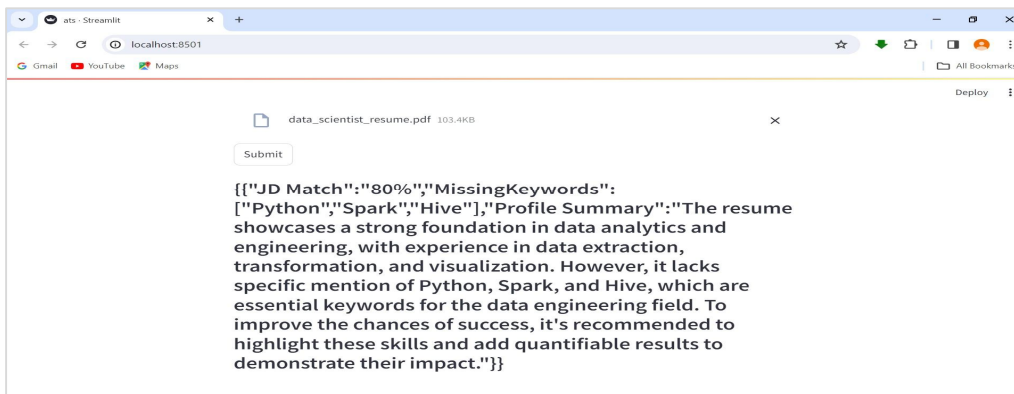 ats · Streamlit
localhost:8501
Gmail YouTube Maps All Bookmarks
Deploy
data_scientist_resume.pdf 103.4KB
Submit
{{"JD Match":"80%","MissingKeywords":
["Python","Spark","Hive"],"Profile Summary":"The resume
showcases a strong foundation in data analytics and
engineering, with experience in data extraction,
transformation, and visualization. However, it lacks
specific mention of Python, Spark, and Hive, which are
essential keywords for the data engineering field. To
improve the chances of success, it's recommended to
highlight these skills and add quantifiable results to
demonstrate their impact."}}